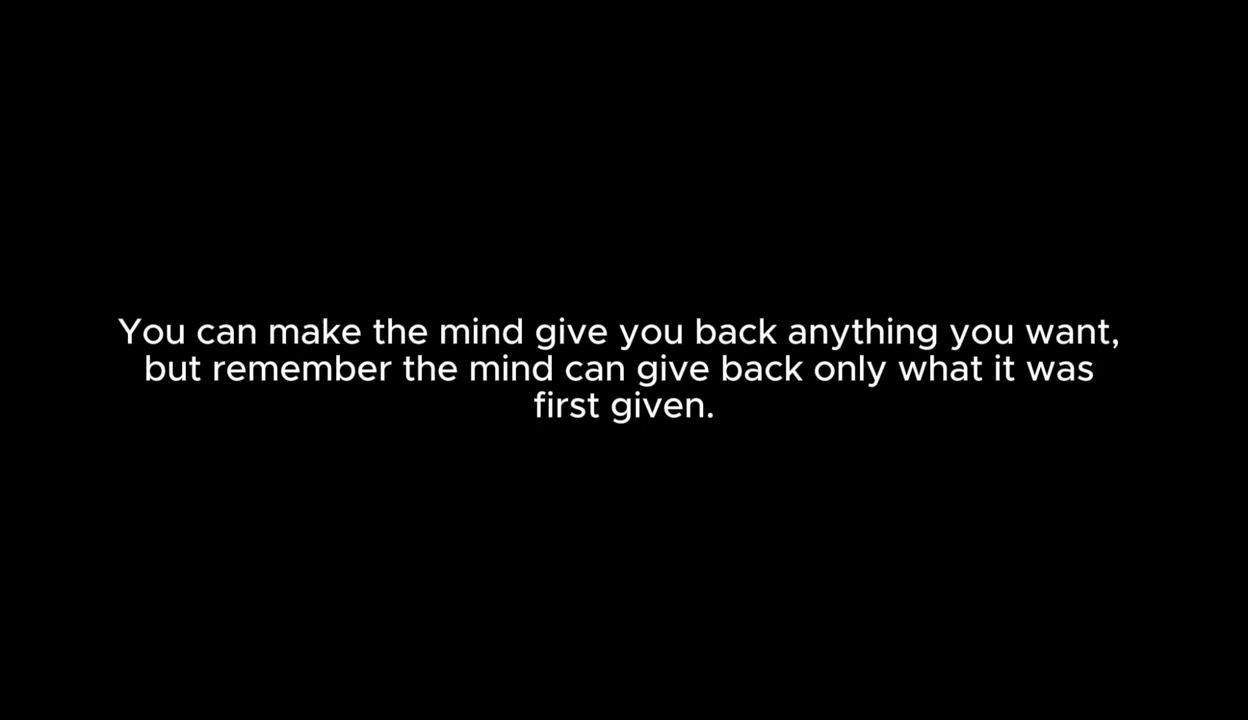 You can make the mind give you back anything you want,
but remember the mind can give back only what it was
first given.